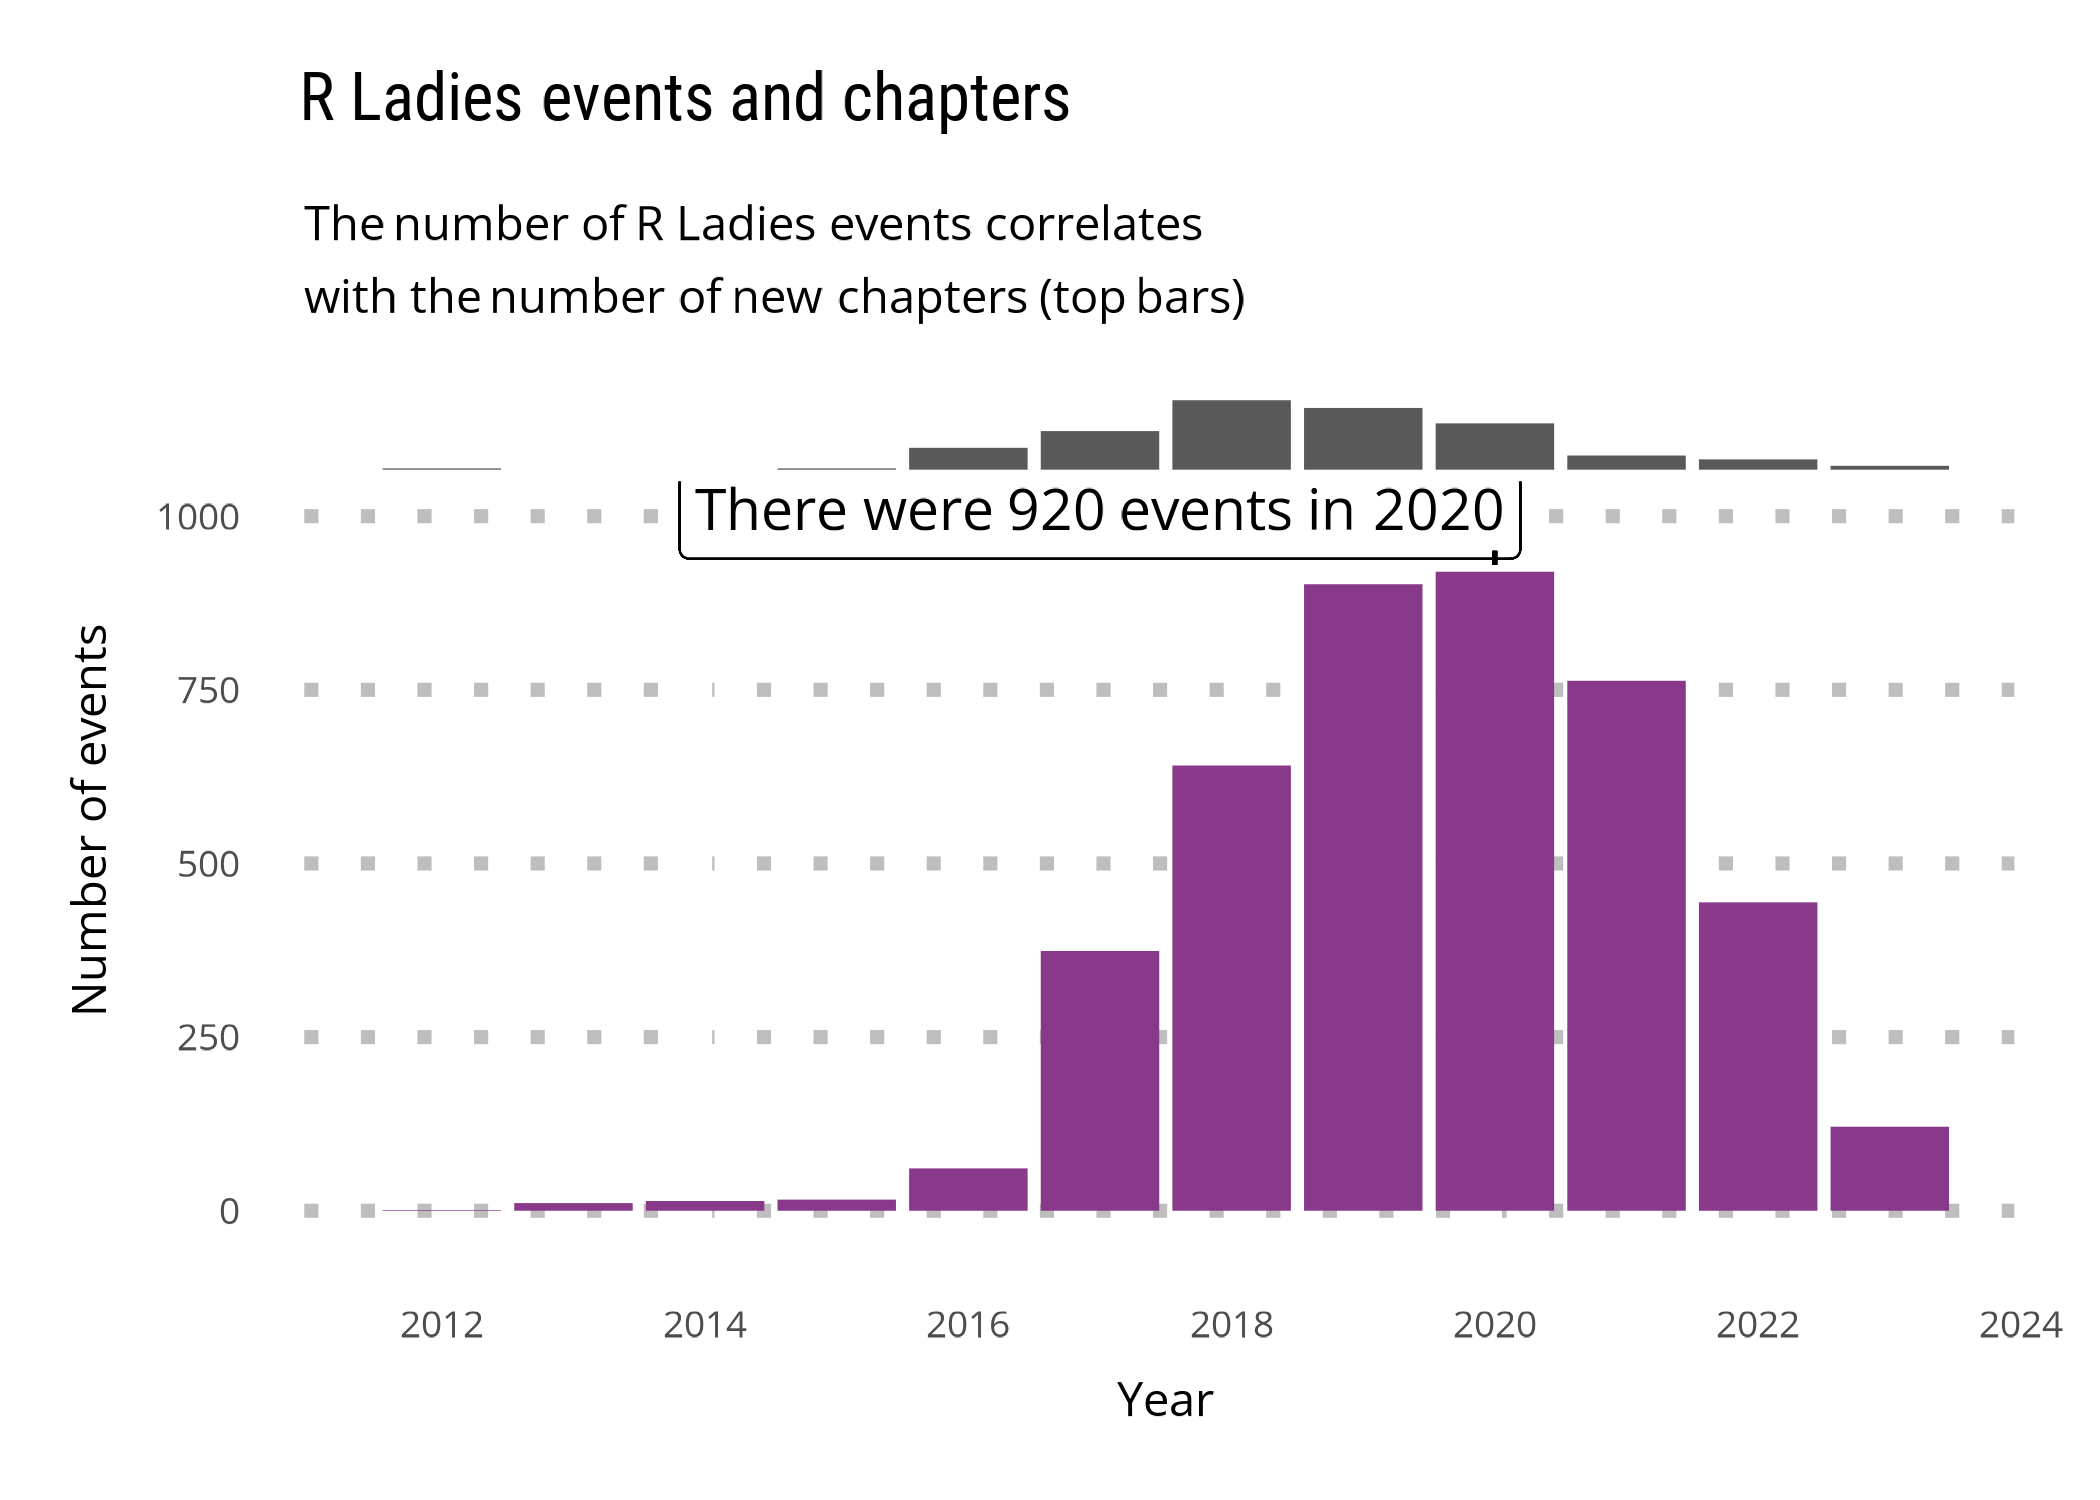 R Ladies events and chapters
The number of R Ladies events correlates
with the number of new chapters (top bars)
There were 920 events in 2020
1000
750
500
250
0
Number of events
2012 2014 2016 2018 2020 2022 2024
Year